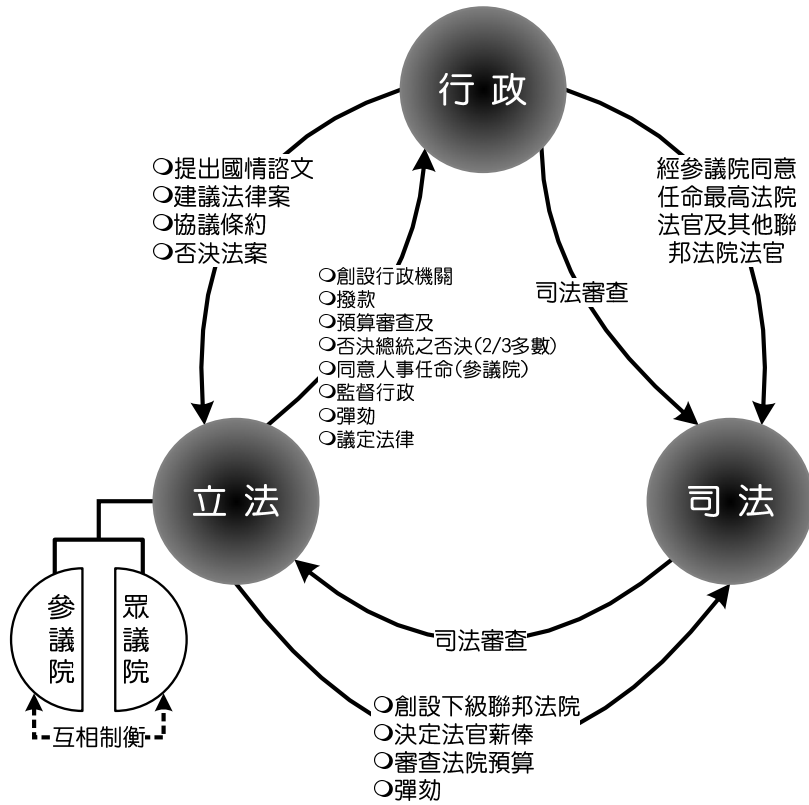 行政
○提出國情諮文
○建議法律案
○協議條約
○否決法案
經參議院同意
任命最高法院
法官及其他聯
邦法院法官
○創設行政機關
○撥款
○預算審查及
○否決總統之否決(2/3多數)
○同意人事任命(參議院)
○監督行政
○彈劾
○議定法律
司法審查
立法
司法
參議院
眾議院
互相制衡
司法審查
○創設下級聯邦法院
○決定法官薪俸
○審查法院預算
○彈劾